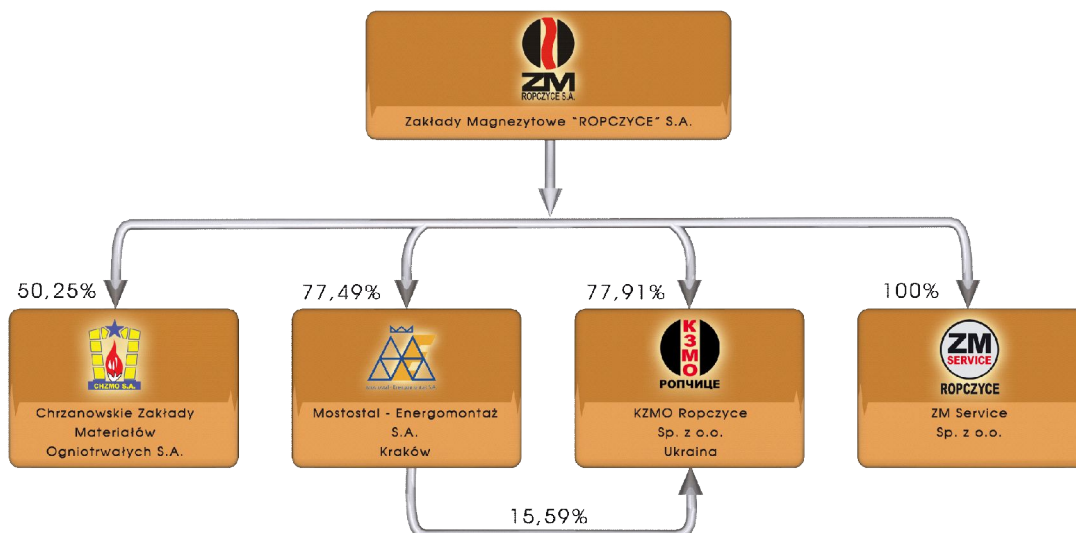 ZM
ROPCZYCE S.A.
Zakłady Magnezytowe "ROPCZYCE" S.A.
50,25%
77,49%
77,91%
100%
CHZMO S.A.
Chrzanowskie Zakłady
Materiałów
Ogniotrwałych S.A.
Mostostal - Energomontaż
S.A.
Kraków
КЗМО
РОПЧИЦЕ
KZMO Ropczyce
Sp. z o.o.
Ukraina
ZM
SERVICE
ROPCZYCE
ZM Service
Sp. z o.o.
15,59%